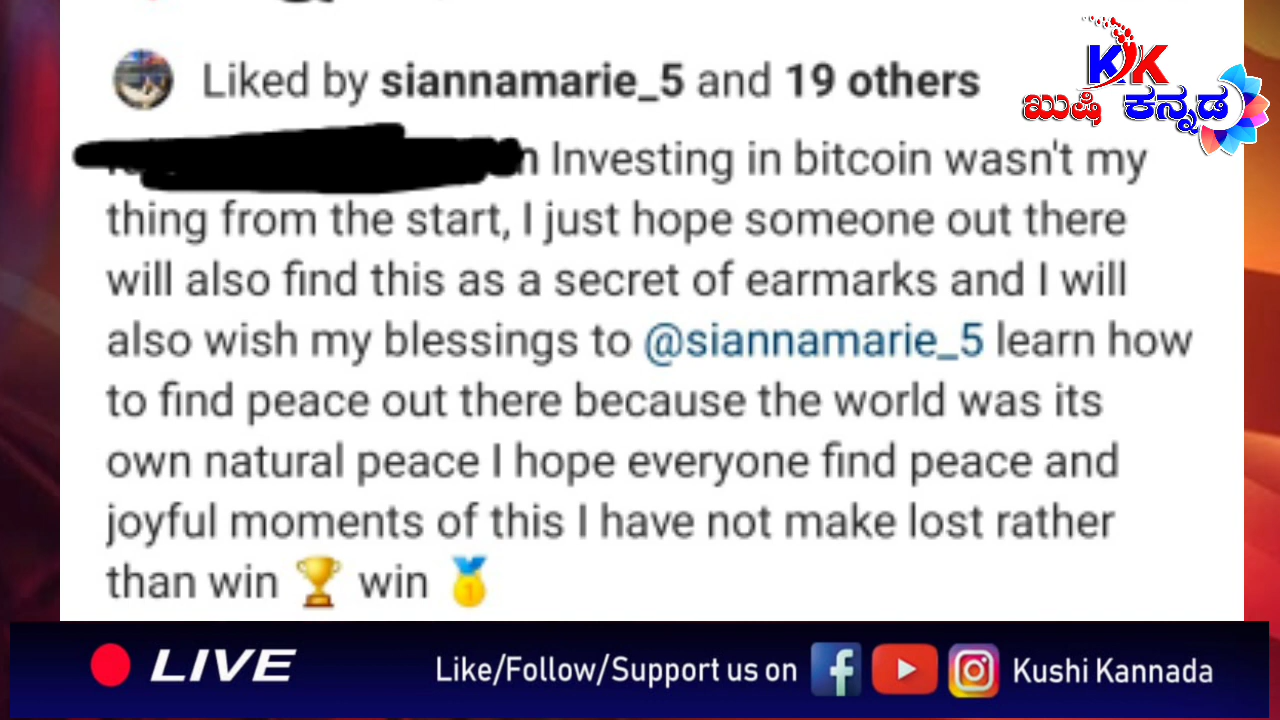 Liked by siannamarie_5 and 19 others
KK
ಖುಷಿ ಕನ್ನಡ
Investing in bitcoin wasn't my
thing from the start, I just hope someone out there
will also find this as a secret of earmarks and I will
also wish my blessings to @siannamarie_5 learn how
to find peace out there because the world was its
own natural peace I hope everyone find peace and
joyful moments of this I have not make lost rather
than win 🏆 win 🥇
LIVE
Like/Follow/Support us on
Kushi Kannada